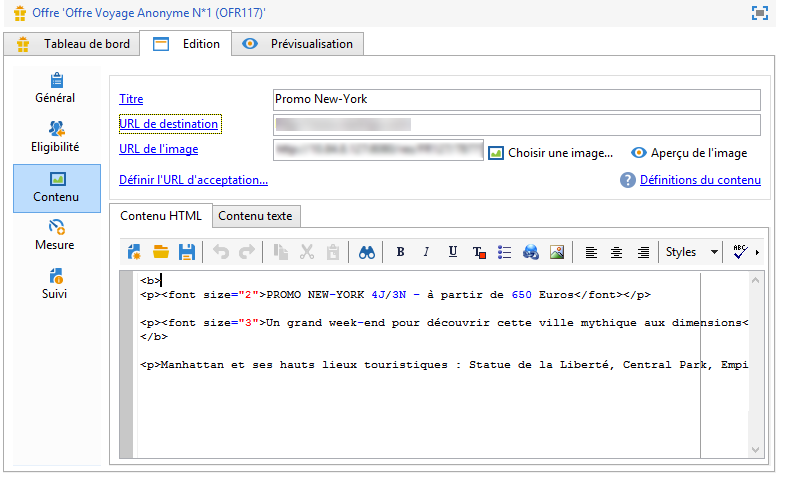 Offre 'Offre Voyage Anonyme N°1 (OFR117)'
Tableau de bord Edition Prévisualisation
Général
Eligibilité
Contenu
Mesure
Suivi
Titre Promo New-York
URL de destination
URL de l'image Choisir une image... Aperçu de l'image
Définir l'URL d'acceptation... Définitions du contenu
Contenu HTML Contenu texte
B I U T Styles ABC
<b>
<p><font size="2">PROMO NEW-YORK 4J/3N - à partir de 650 Euros</font></p>
<p><font size="3">Un grand week-end pour découvrir cette ville mythique aux dimensions<
</b>
<p>Manhattan et ses hauts lieux touristiques : Statue de la Liberté, Central Park, Empi